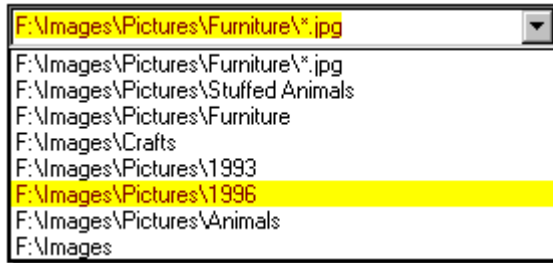 F:\Images\Pictures\Furniture\*.jpg
F:\Images\Pictures\Furniture\*.jpg
F:\Images\Pictures\Stuffed Animals
F:\Images\Pictures\Furniture
F:\Images\Crafts
F:\Images\Pictures\1993
F:\Images\Pictures\1996
F:\Images\Pictures\Animals
F:\Images